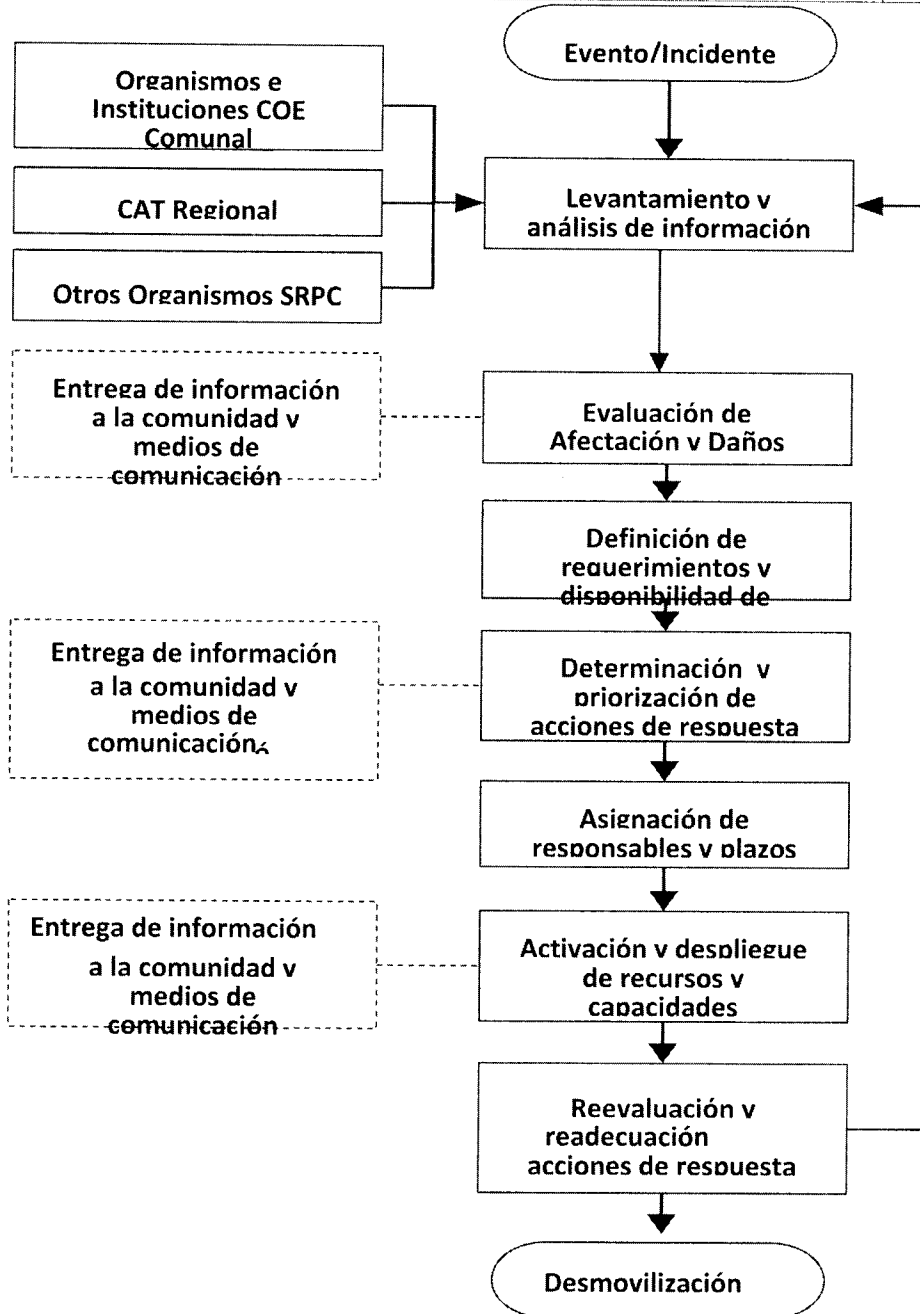 Evento/Incidente
Organismos e
Instituciones COE
Comunal
CAT Regional
Otros Organismos SRPC
Levantamiento y
análisis de información
Entrega de información
a la comunidad y
medios de
comunicación
Evaluación de
Afectación y Daños
Definición de
requerimientos y
disponibilidad de
Entrega de información
a la comunidad y
medios de
comunicación
Determinación y
priorización de
acciones de respuesta
Asignación de
responsables y plazos
Entrega de información
a la comunidad y
medios de
comunicación
Activación y despliegue
de recursos y
capacidades
Reevaluación y
readecuación
acciones de respuesta
Desmovilización